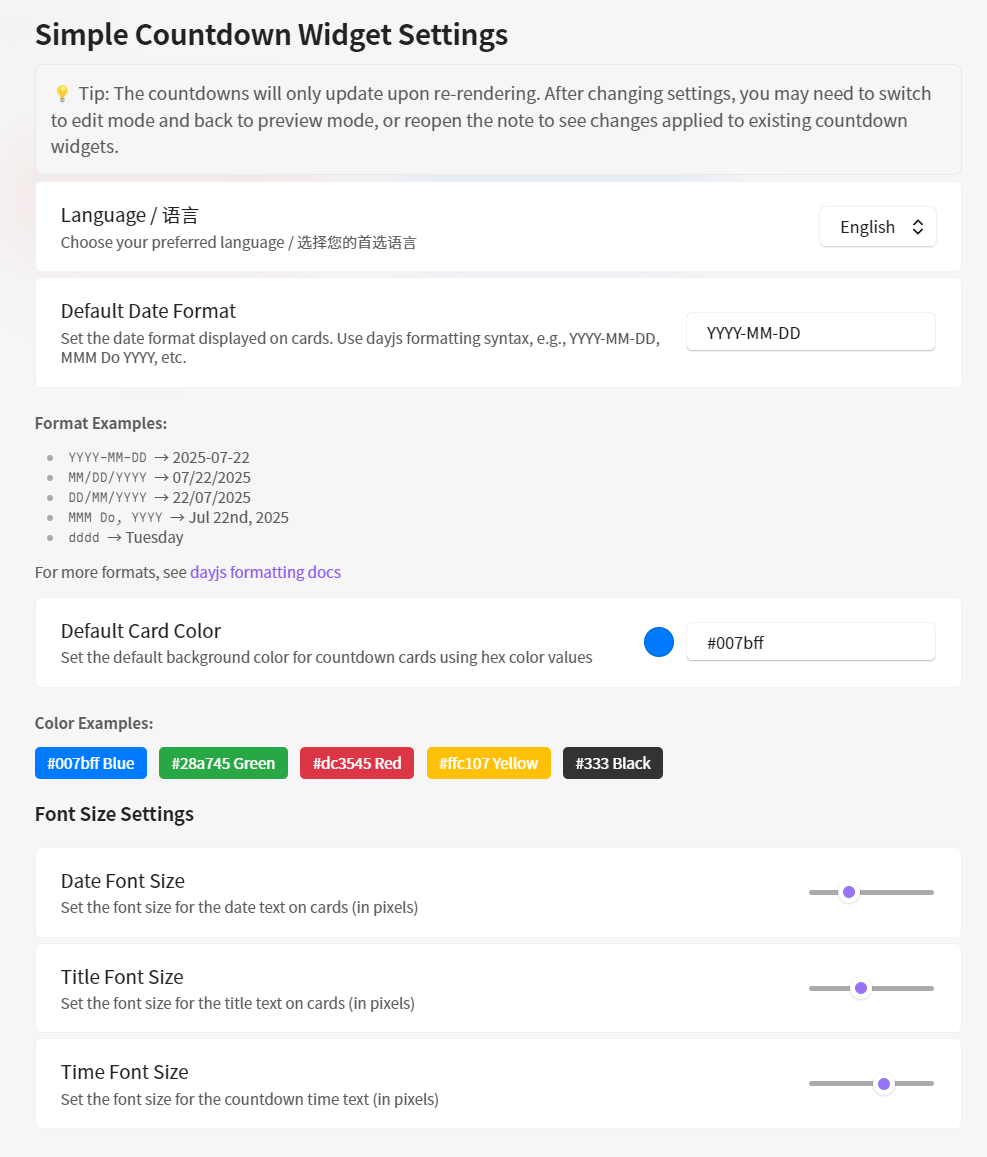 Simple Countdown Widget Settings
💡 Tip: The countdowns will only update upon re-rendering. After changing settings, you may need to switch
to edit mode and back to preview mode, or reopen the note to see changes applied to existing countdown
widgets.
Language / 语言
Choose your preferred language / 选择您的首选语言
English
Default Date Format
Set the date format displayed on cards. Use dayjs formatting syntax, e.g., YYYY-MM-DD,
MMM Do YYYY, etc.
YYYY-MM-DD
Format Examples:
YYYY-MM-DD → 2025-07-22
MM/DD/YYYY → 07/22/2025
DD/MM/YYYY → 22/07/2025
MMM Do, YYYY → Jul 22nd, 2025
dddd → Tuesday
For more formats, see dayjs formatting docs
Default Card Color
Set the default background color for countdown cards using hex color values
#007bff
Color Examples:
#007bff Blue #28a745 Green #dc3545 Red #ffc107 Yellow #333 Black
Font Size Settings
Date Font Size
Set the font size for the date text on cards (in pixels)
Title Font Size
Set the font size for the title text on cards (in pixels)
Time Font Size
Set the font size for the countdown time text (in pixels)